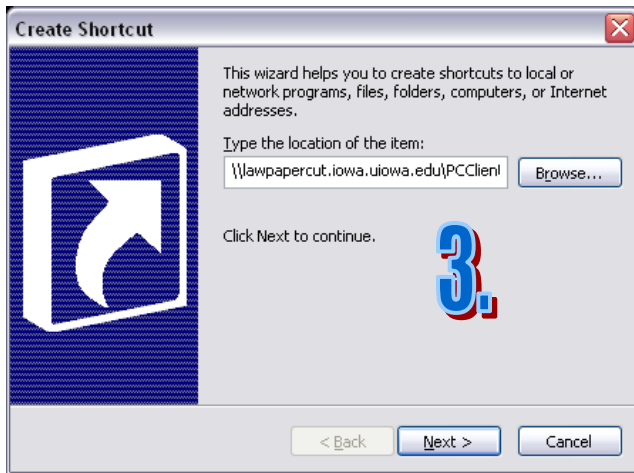 Create Shortcut
This wizard helps you to create shortcuts to local or
network programs, files, folders, computers, or Internet
addresses.
Type the location of the item:
\\lawpapercut.iowa.uiowa.edu\PCClient
Browse...
Click Next to continue.
3.
< Back
Next >
Cancel